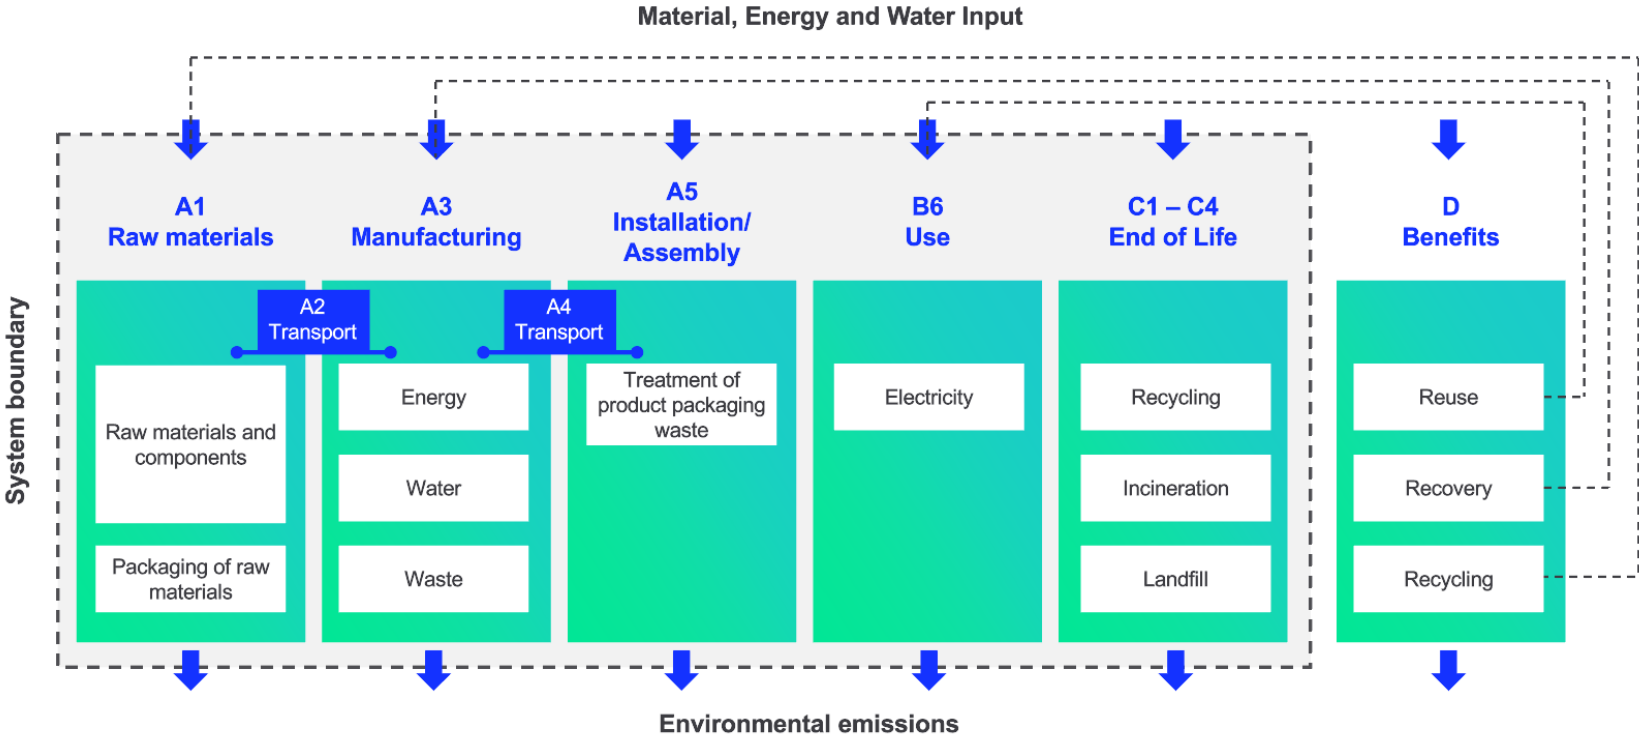 Material, Energy and Water Input
System boundary
A1
Raw materials
A3
Manufacturing
A5
Installation/
Assembly
B6
Use
C1 – C4
End of Life
D
Benefits
A2
Transport
A4
Transport
Raw materials and
components
Packaging of raw
materials
Energy
Water
Waste
Treatment of
product packaging
waste
Electricity
Recycling
Incineration
Landfill
Reuse
Recovery
Recycling
Environmental emissions